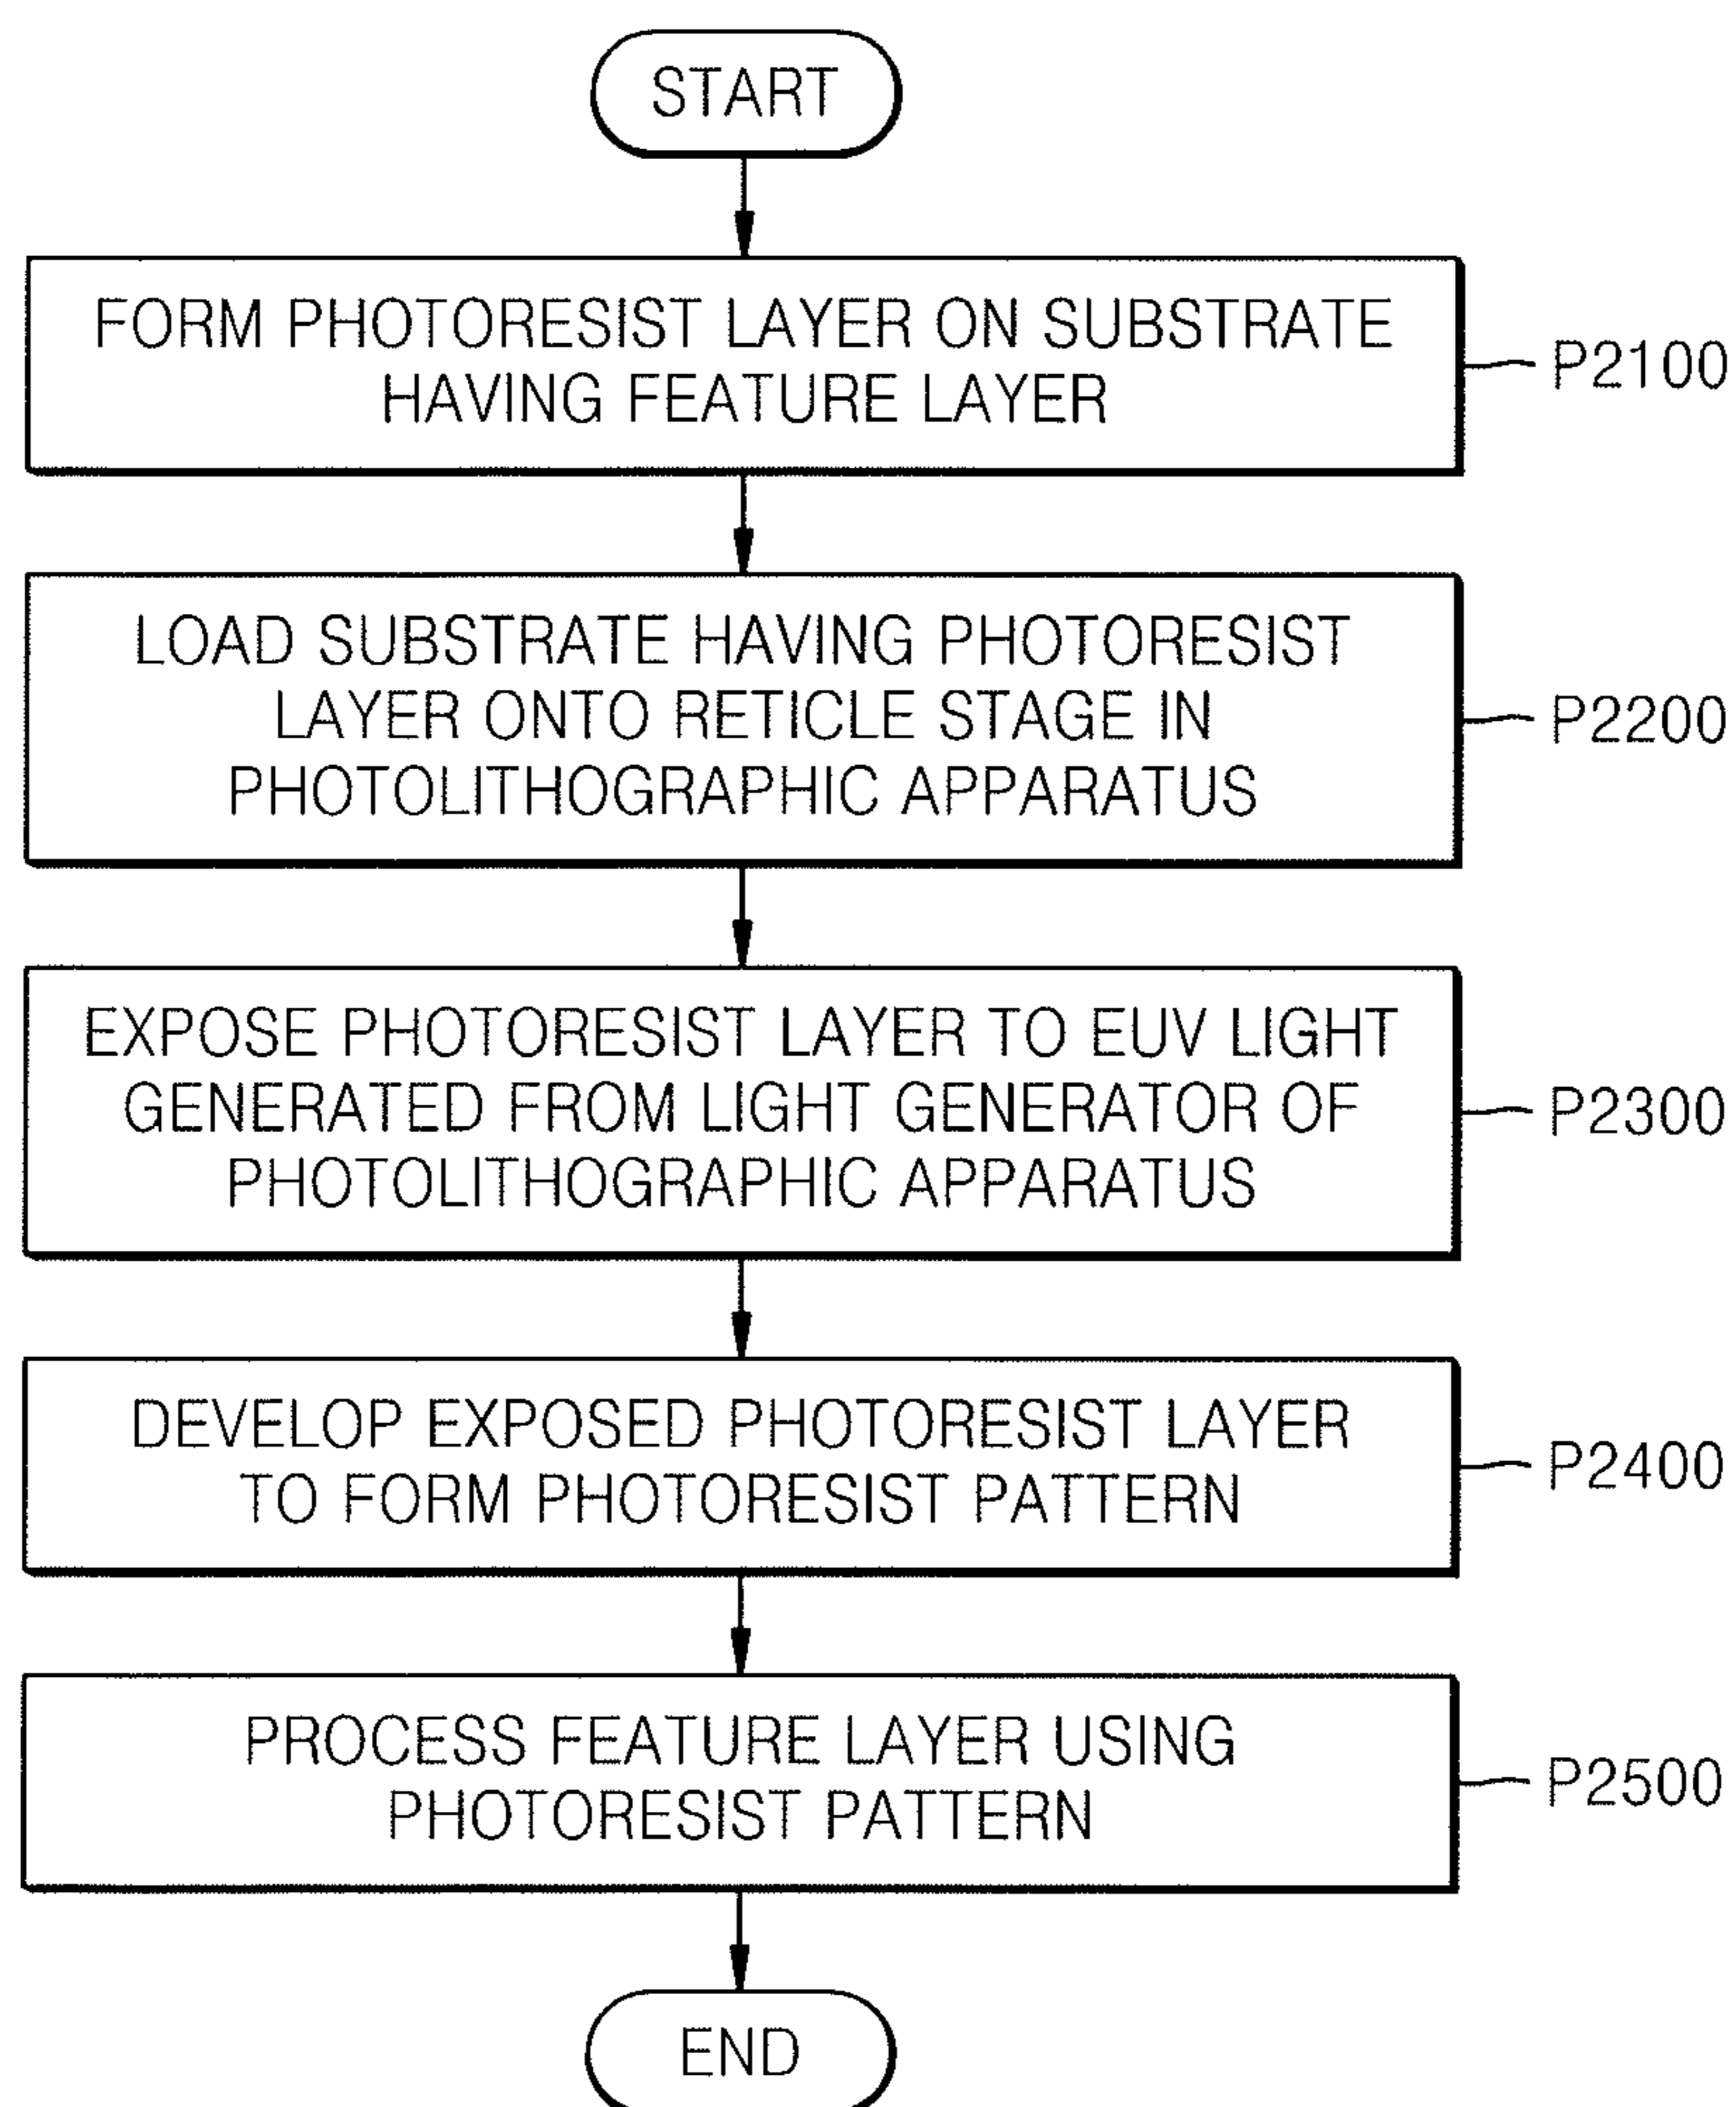 START
FORM PHOTORESIST LAYER ON SUBSTRATE
HAVING FEATURE LAYER
P2100
LOAD SUBSTRATE HAVING PHOTORESIST
LAYER ONTO RETICLE STAGE IN
PHOTOLITHOGRAPHIC APPARATUS
P2200
EXPOSE PHOTORESIST LAYER TO EUV LIGHT
GENERATED FROM LIGHT GENERATOR OF
PHOTOLITHOGRAPHIC APPARATUS
P2300
DEVELOP EXPOSED PHOTORESIST LAYER
TO FORM PHOTORESIST PATTERN
P2400
PROCESS FEATURE LAYER USING
PHOTORESIST PATTERN
P2500
END